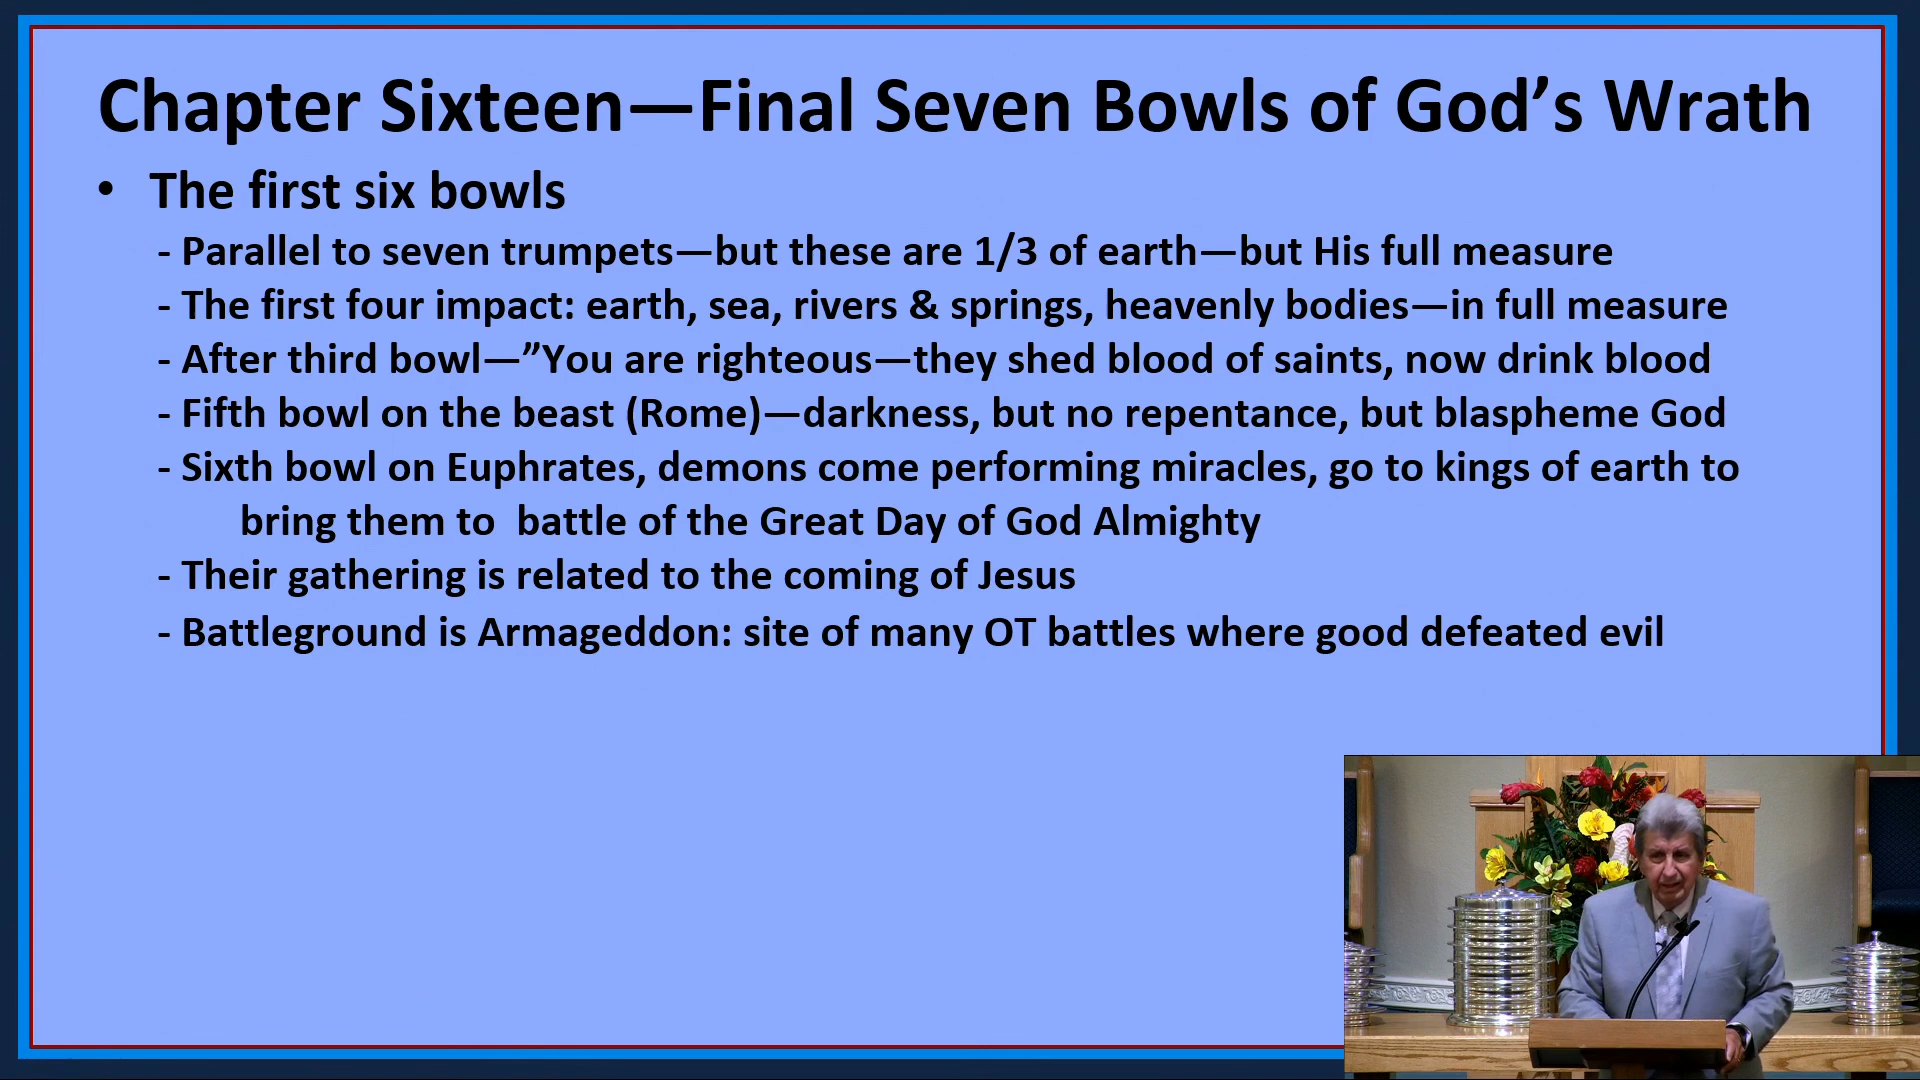 Chapter Sixteen—Final Seven Bowls of God’s Wrath
• The first six bowls
- Parallel to seven trumpets—but these are 1/3 of earth—but His full measure
- The first four impact: earth, sea, rivers & springs, heavenly bodies—in full measure
- After third bowl—”You are righteous—they shed blood of saints, now drink blood
- Fifth bowl on the beast (Rome)—darkness, but no repentance, but blaspheme God
- Sixth bowl on Euphrates, demons come performing miracles, go to kings of earth to
bring them to  battle of the Great Day of God Almighty
- Their gathering is related to the coming of Jesus
- Battleground is Armageddon: site of many OT battles where good defeated evil